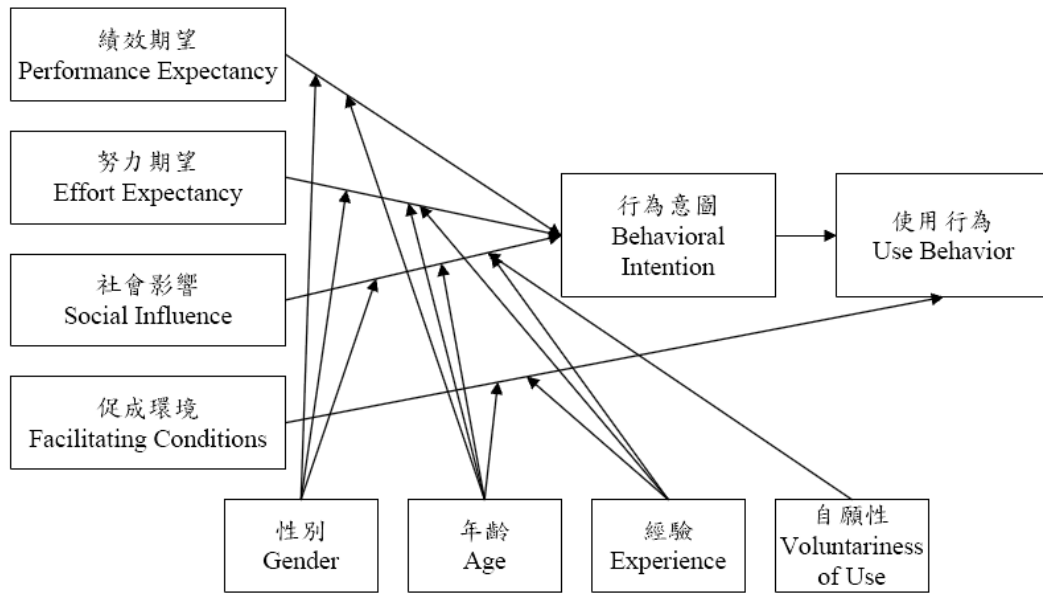 績效期望
Performance Expectancy
努力期望
Effort Expectancy
社會影響
Social Influence
促成環境
Facilitating Conditions
行為意圖
Behavioral
Intention
使用行為
Use Behavior
性別
Gender
年齡
Age
經驗
Experience
自願性
Voluntariness
of Use